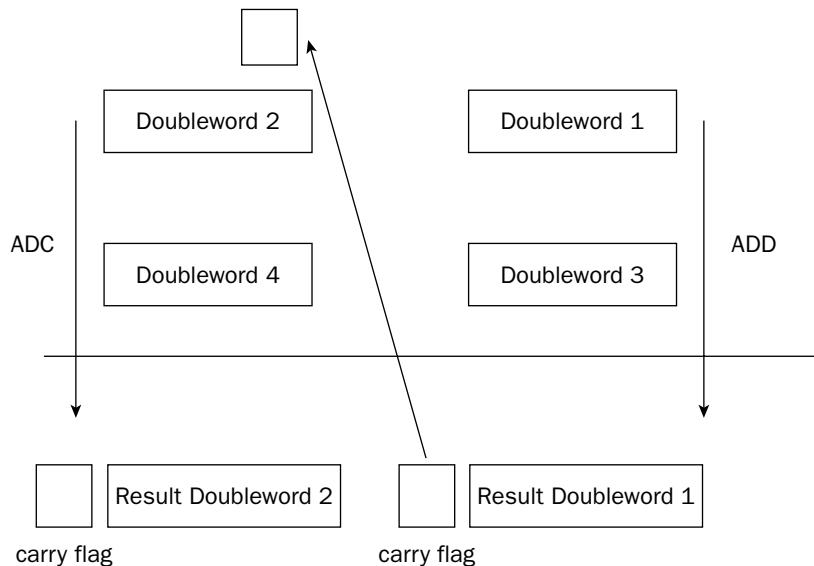 Doubleword 2
Doubleword 1
ADC
ADD
Doubleword 4
Doubleword 3
Result Doubleword 2
Result Doubleword 1
carry flag
carry flag